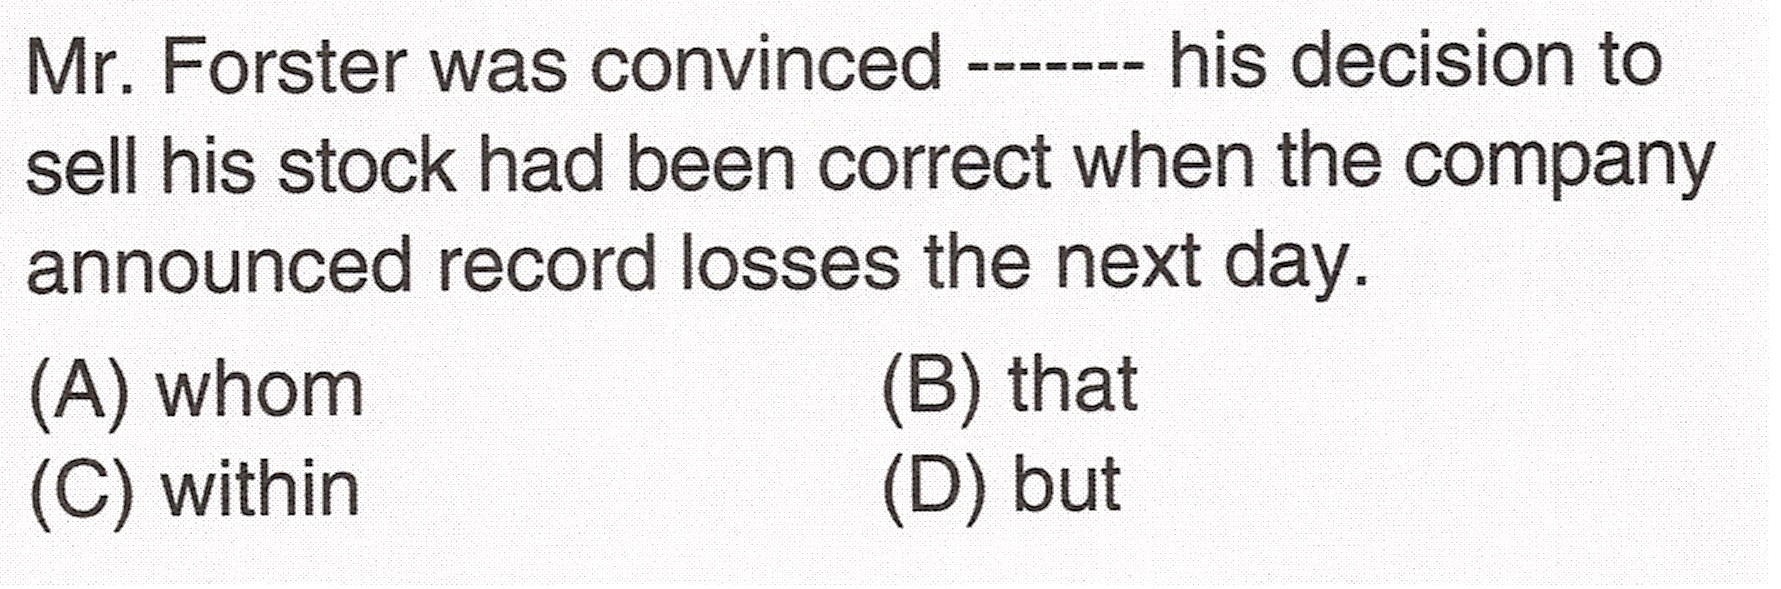 Mr. Forster was convinced ------- his decision to
sell his stock had been correct when the company
announced record losses the next day.
(A) whom (B) that
(C) within (D) but